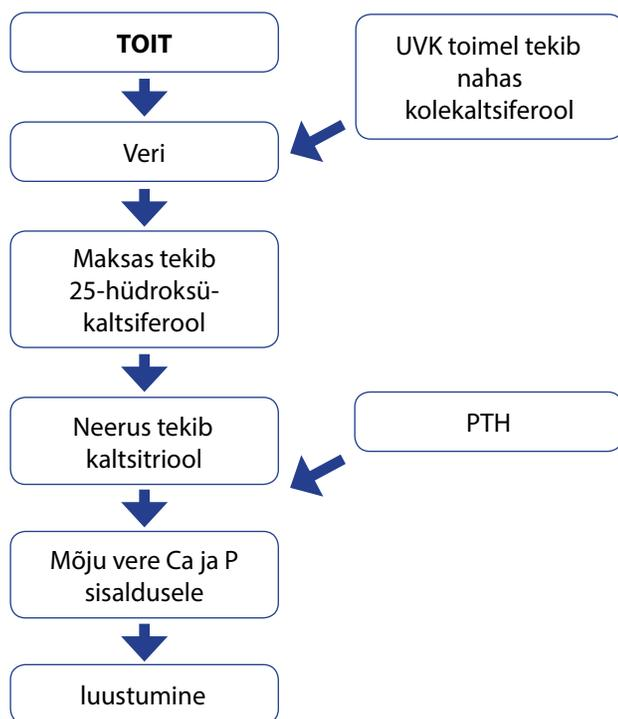 TOIT
UVK toimel tekib
nahas
kolekaltsiferool
Veri
Maksas tekib
25-hüdroksü-
kaltsiferool
Neerus tekib
kaltsitriool
PTH
Mõju vere Ca ja P
sisaldusele
luustumine